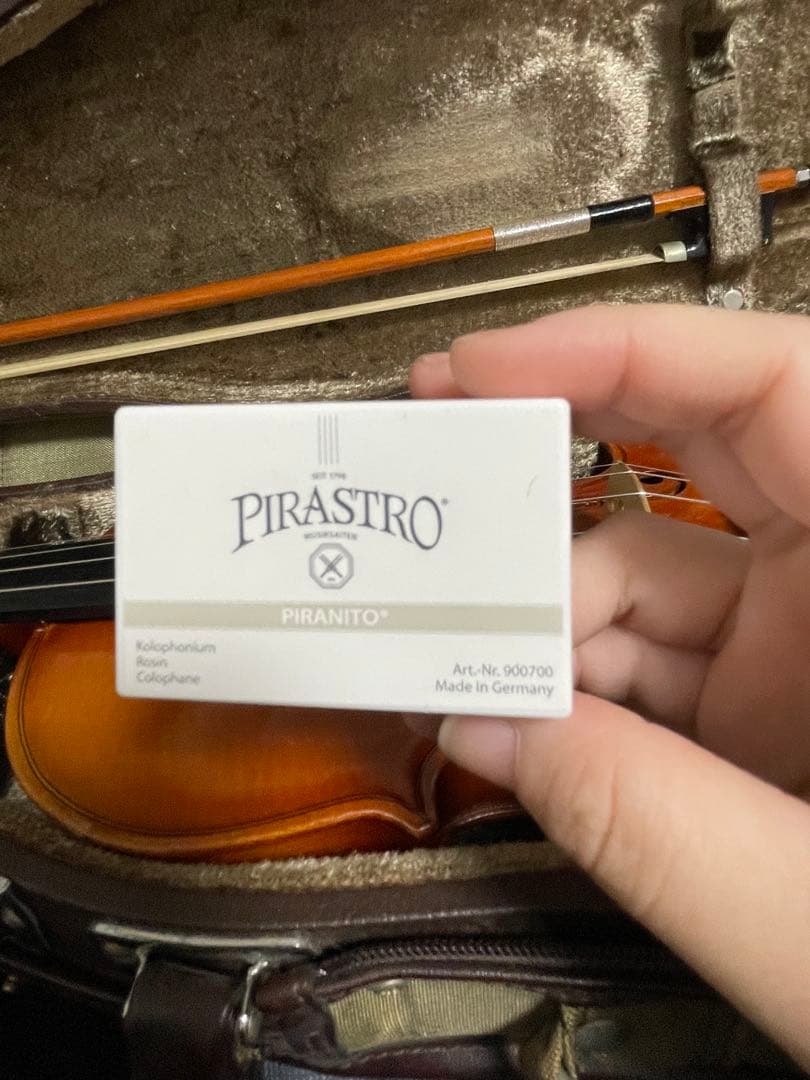 SEIT 1798
PIRASTRO®
MUSIKSAITEN
PIRANITO®
Kolophonium
Rosin
Colophane
Art.-Nr. 900700
Made in Germany